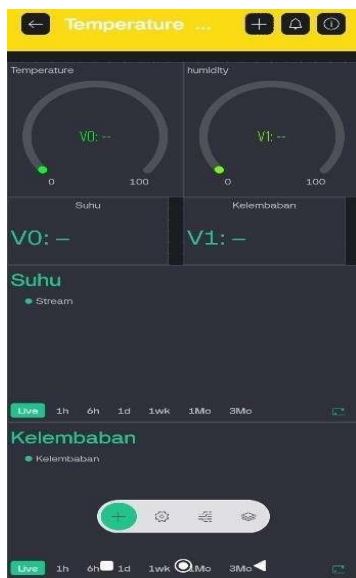 Temperature ...
Temperature
humidity
V0: --
V1: --
0 100
0 100
Suhu
Kelembaban
V0: –
V1: –
Suhu
Stream
Live 1h 6h 1d 1wk 1Mo 3Mo
Kelembaban
Kelembaban
Live 1h 6h 1d 1wk 1Mo 3Mo